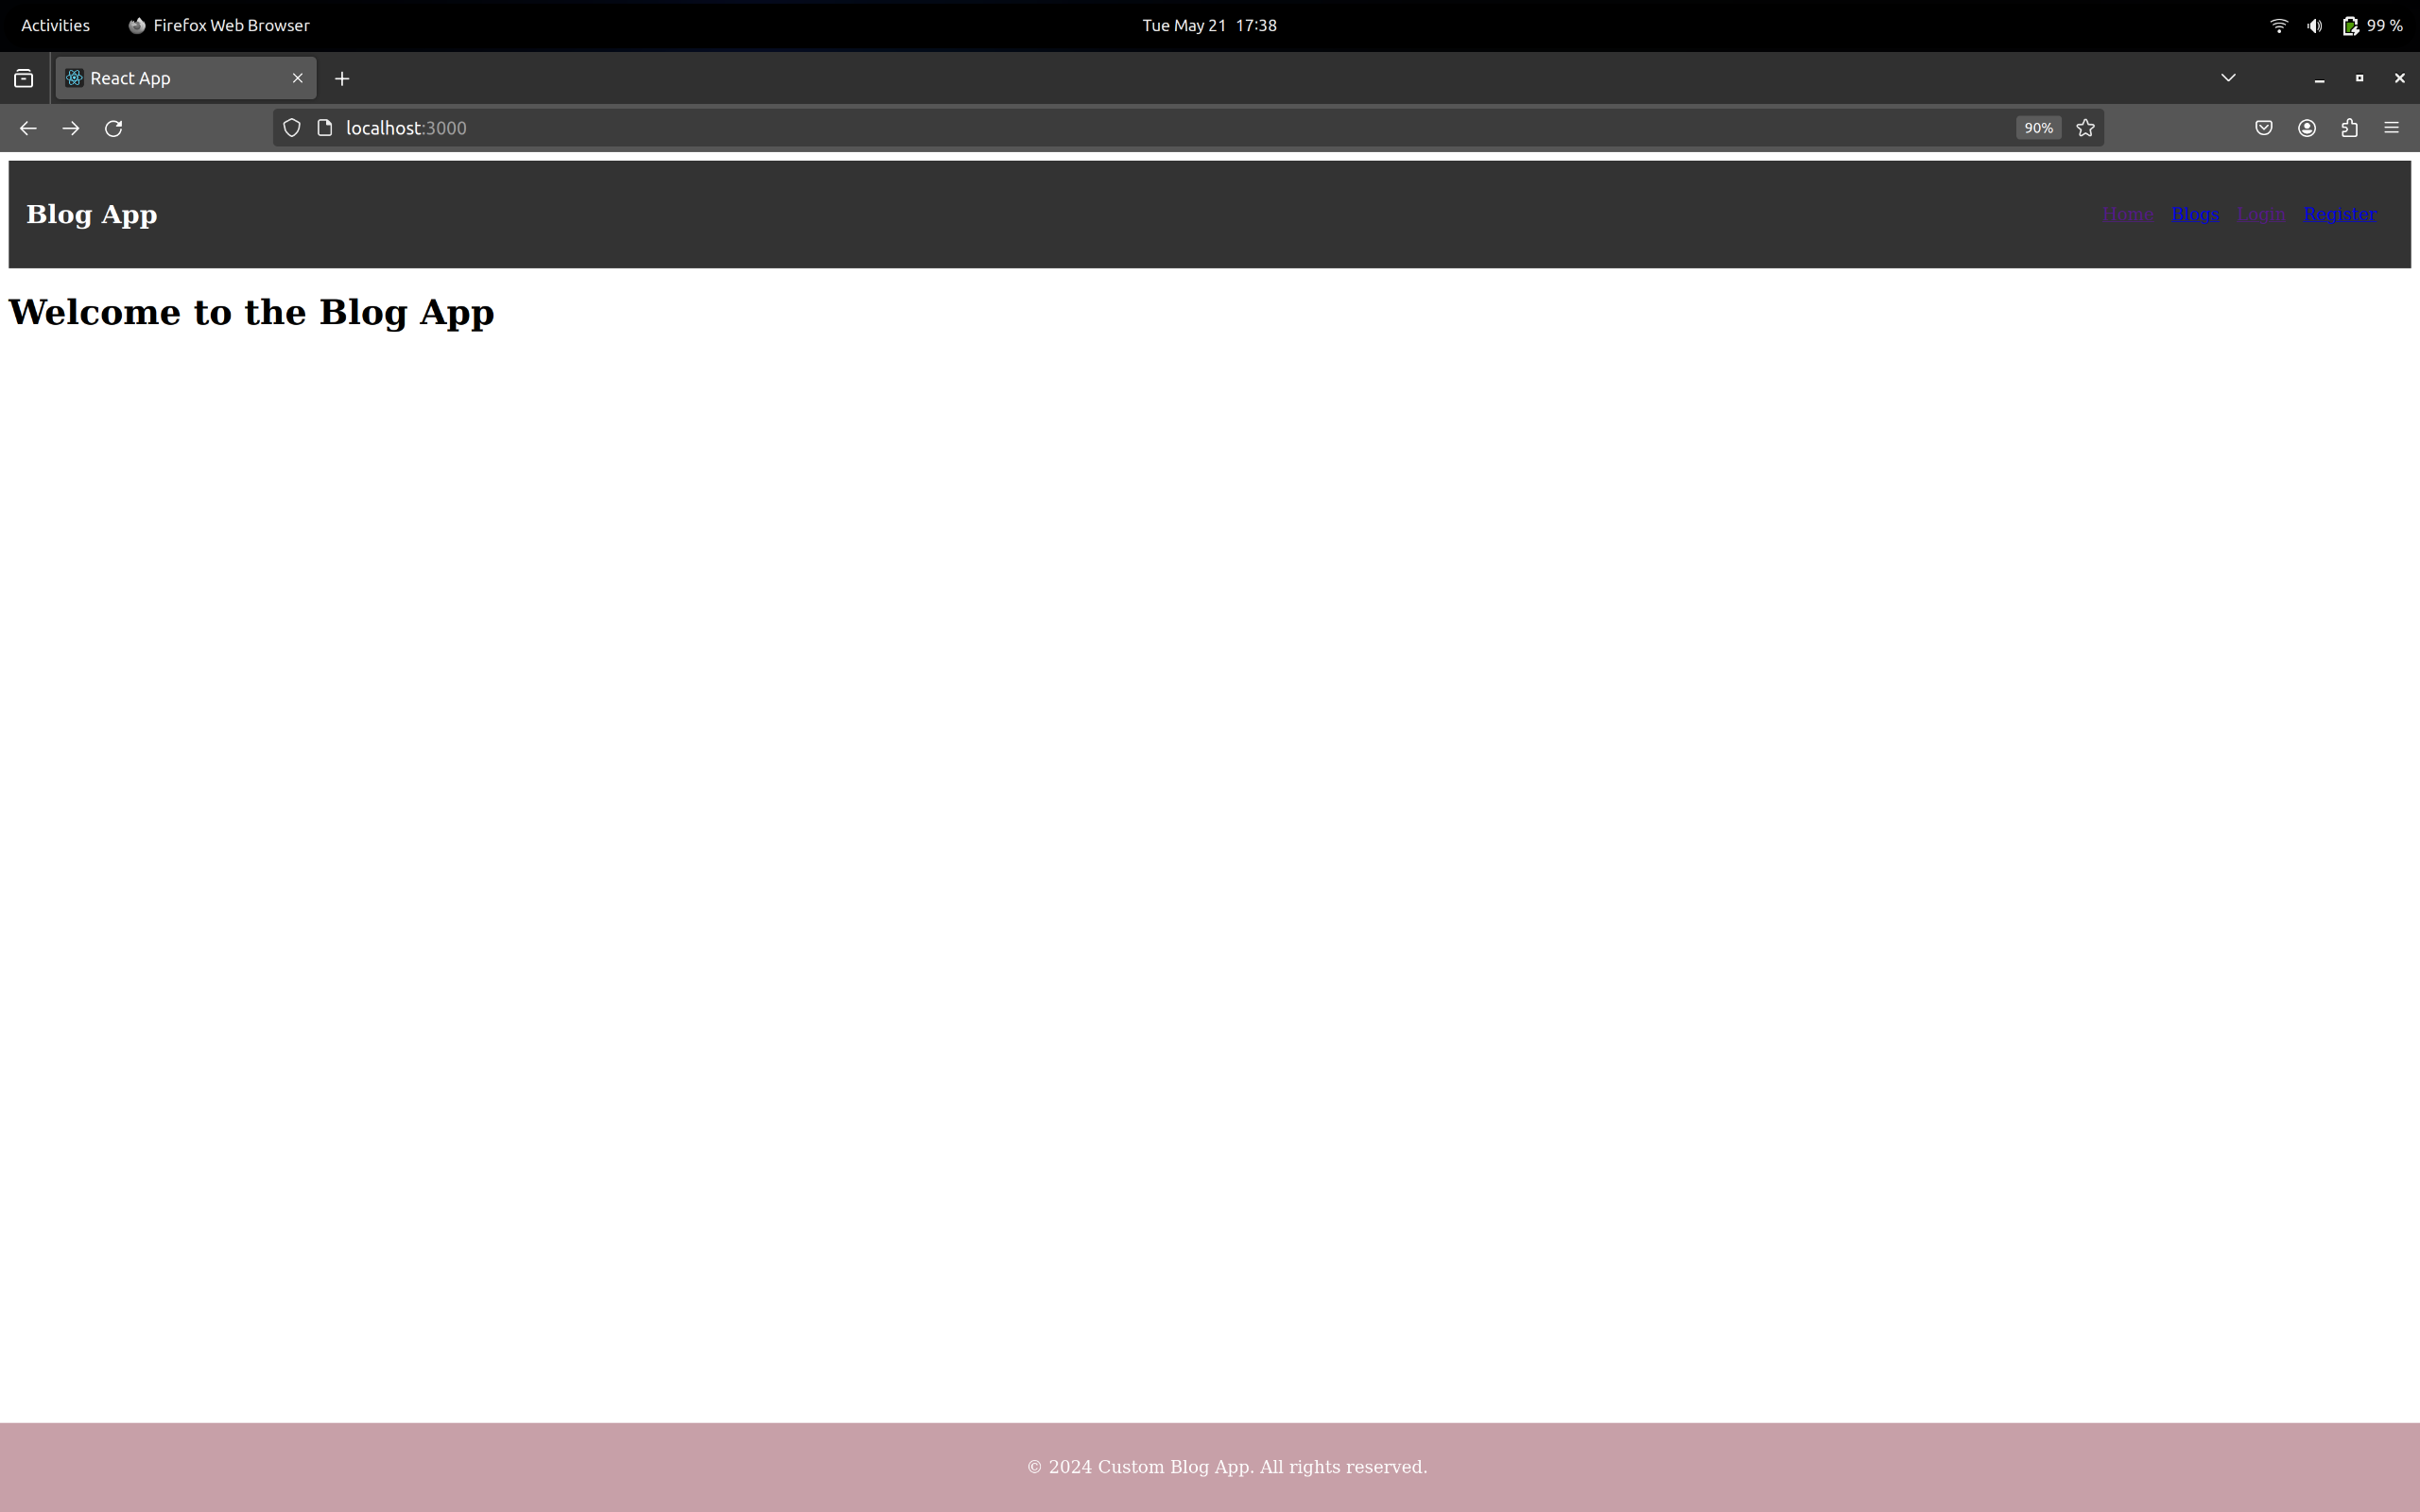 Activities Firefox Web Browser Tue May 21 17:38 99 %
React App
localhost:3000 90%
Blog App Home Blogs Login Register
Welcome to the Blog App
© 2024 Custom Blog App. All rights reserved.